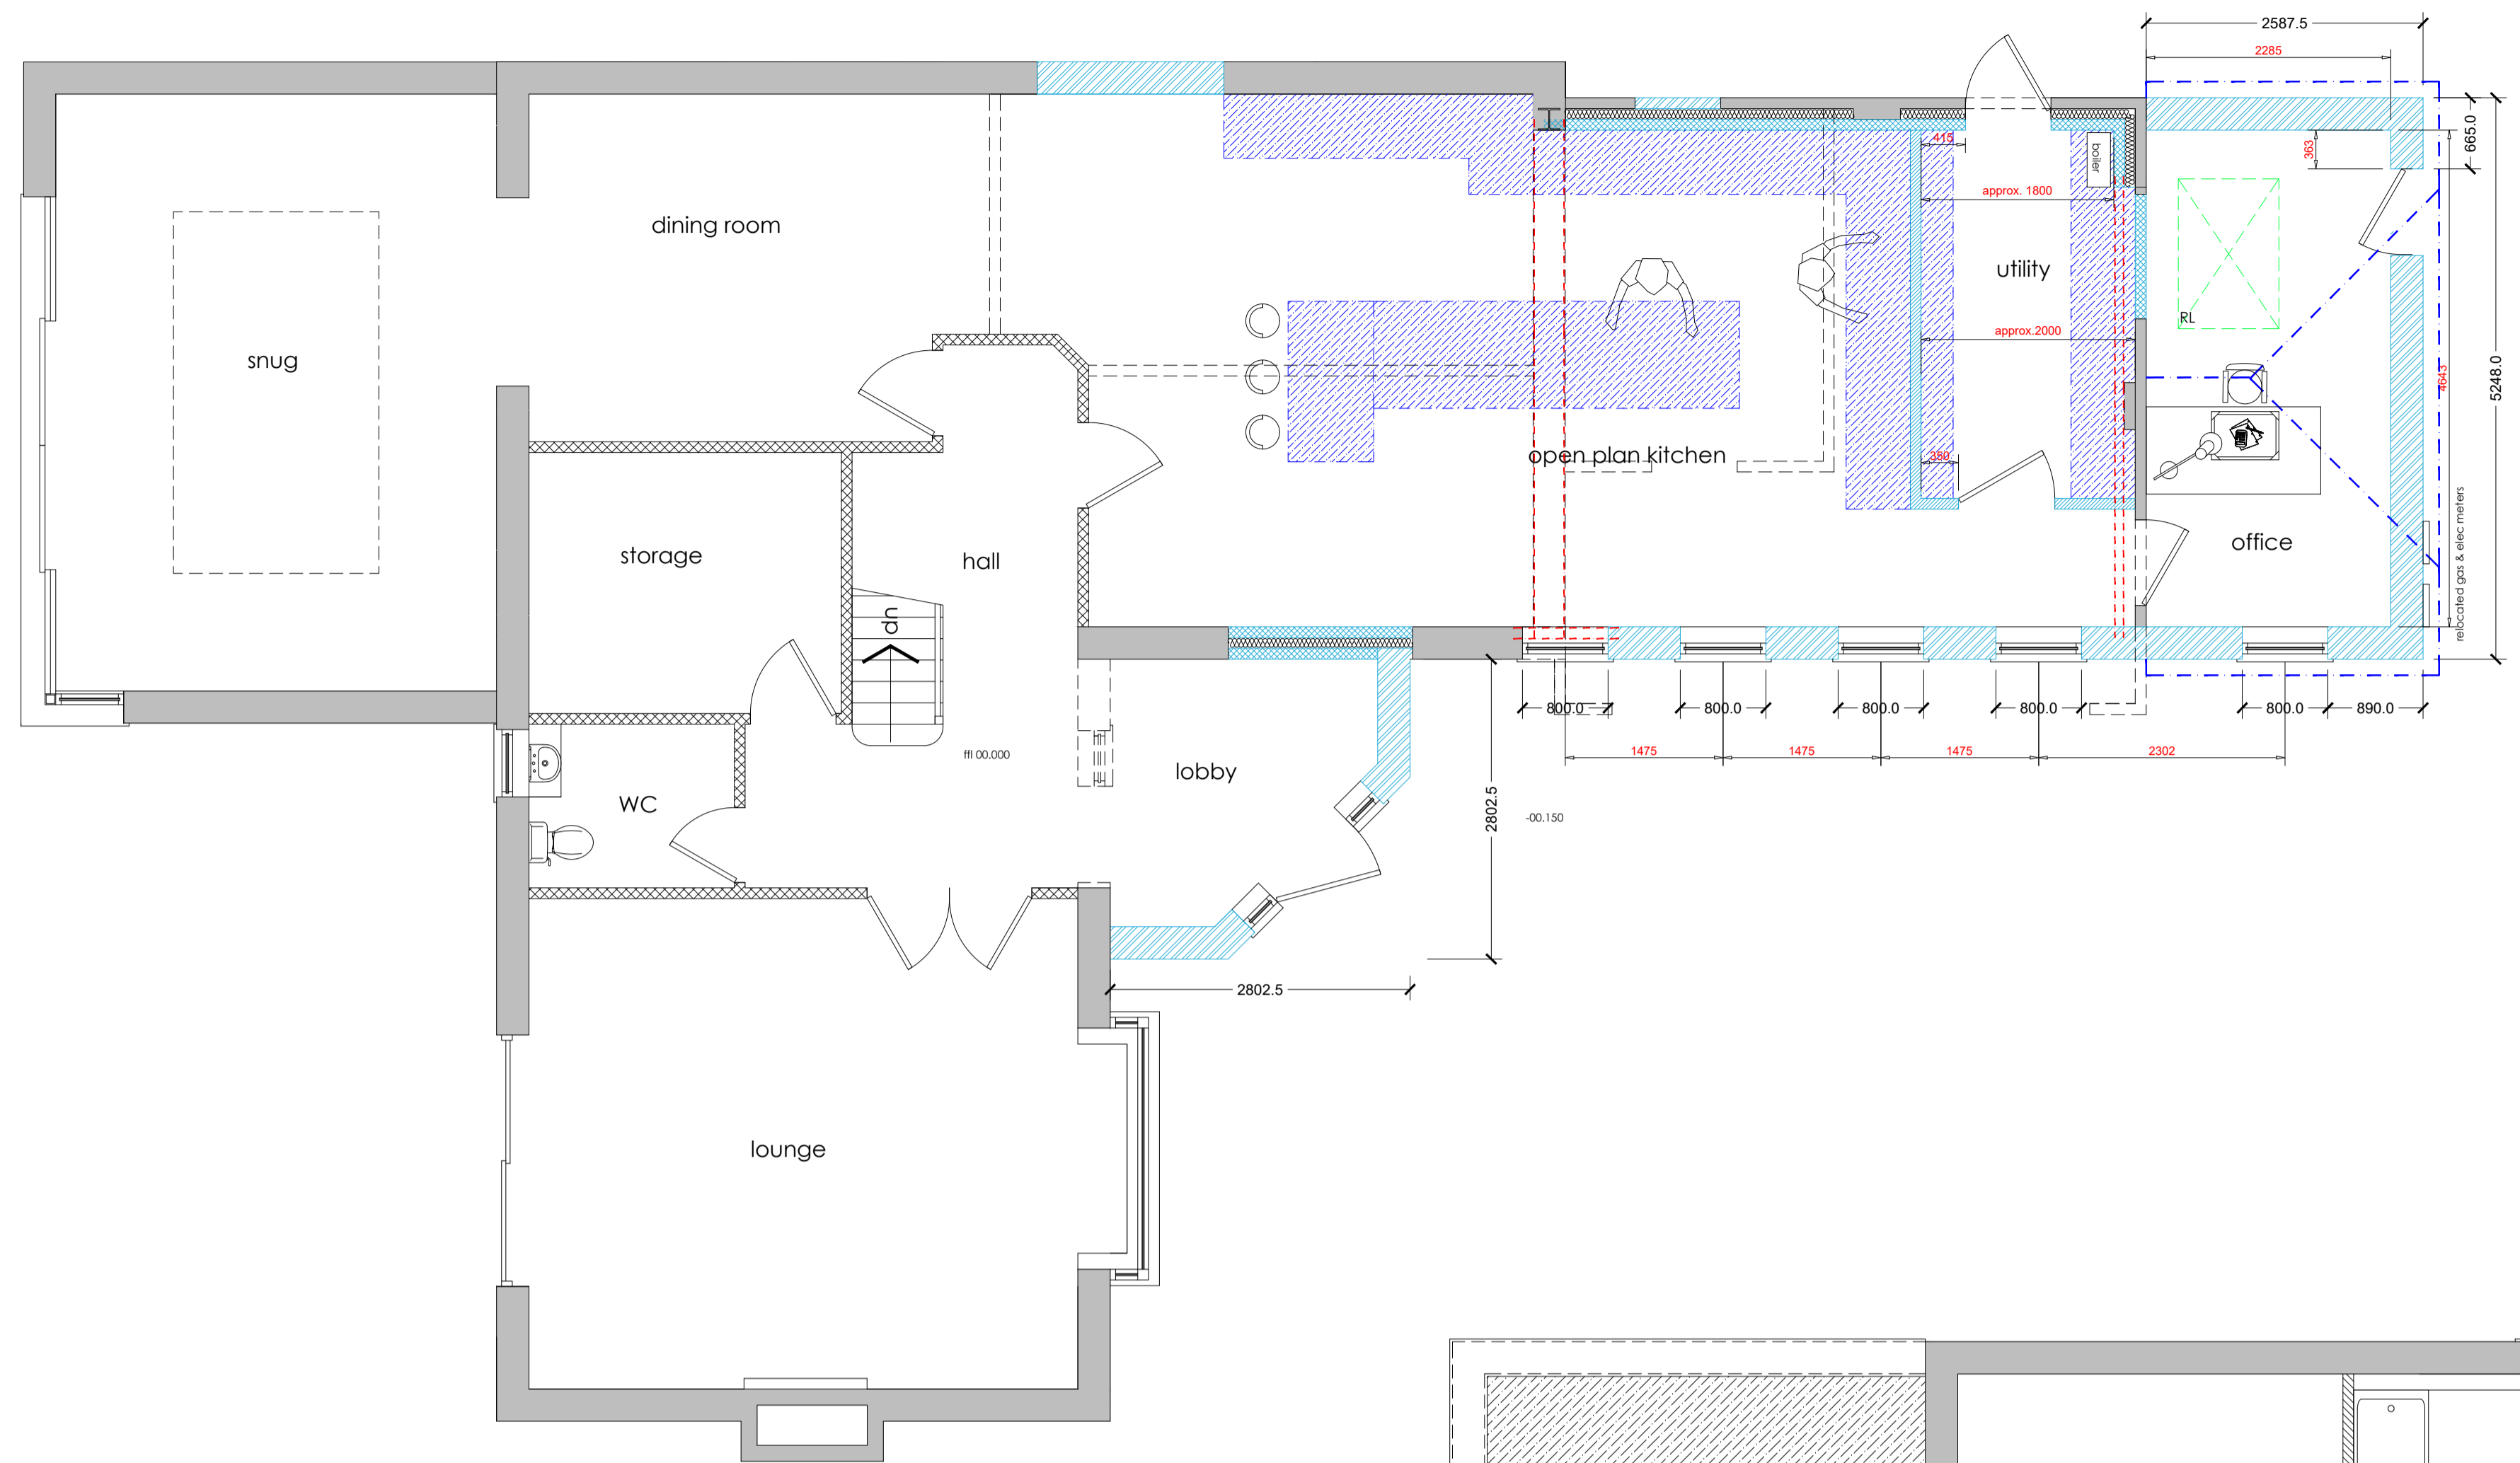 2587.5
2285
665.0
363
415
boiler
approx. 1800
dining room
utility
RL
approx.2000
snug
4643
5248.0
open plan kitchen
350
storage
hall
office
relocated gas & elec meters
up
800.0
800.0
800.0
800.0
800.0
890.0
1475
1475
1475
2302
ffl 00.000
lobby
WC
2802.5
-00.150
2802.5
lounge